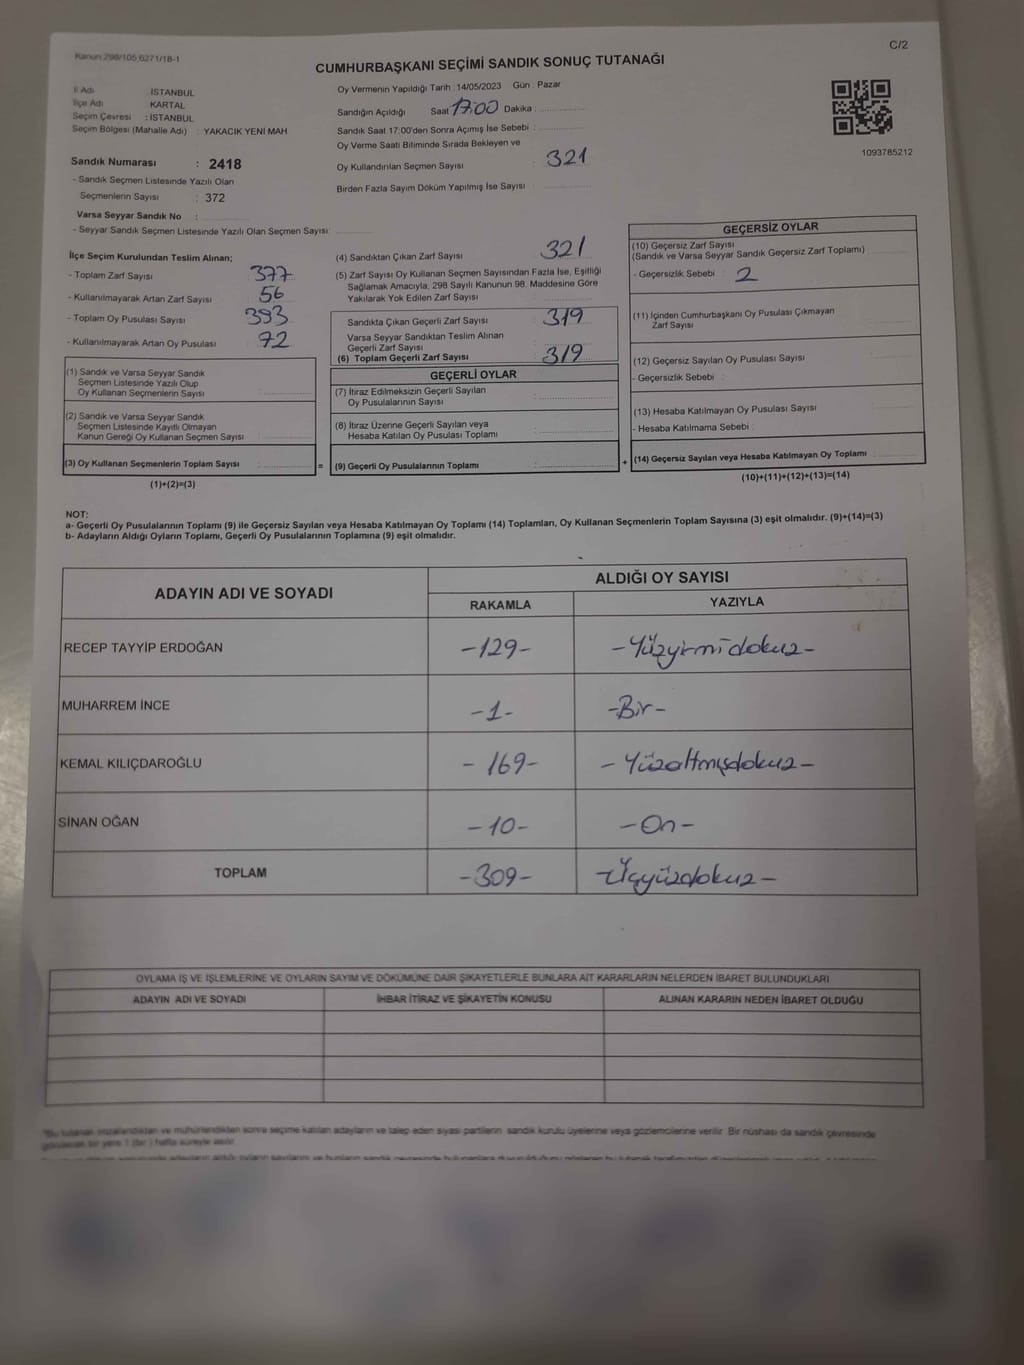 Kanun:298/105;6271/18-1
C/2
CUMHURBAŞKANI SEÇİMİ SANDIK SONUÇ TUTANAĞI
İl Adı : İSTANBUL
İlçe Adı : KARTAL
Seçim Çevresi : İSTANBUL
Seçim Bölgesi (Mahalle Adı) : YAKACIK YENİ MAH
Sandık Numarası : 2418
- Sandık Seçmen Listesinde Yazılı Olan
Seçmenlerin Sayısı : 372
Varsa Seyyar Sandık No :
- Seyyar Sandık Seçmen Listesinde Yazılı Olan Seçmen Sayısı:
Oy Vermenin Yapıldığı Tarih :14/05/2023 Gün : Pazar
Sandığın Açıldığı Saat 17:00 Dakika :
Sandık Saat 17.00'den Sonra Açımış İse Sebebi :
Oy Verme Saati Bitiminde Sırada Bekleyen ve
Oy Kullandırılan Seçmen Sayısı : 321
Birden Fazla Sayım Döküm Yapılmış İse Sayısı :
1093785212
İlçe Seçim Kurulundan Teslim Alınan;
- Toplam Zarf Sayısı : 377
- Kullanılmayarak Artan Zarf Sayısı : 56
- Toplam Oy Pusulası Sayısı : 393
- Kullanılmayarak Artan Oy Pusulası : 72
(4) Sandıktan Çıkan Zarf Sayısı : 321
(5) Zarf Sayısı Oy Kullanan Seçmen Sayısından Fazla İse, Eşitliği
Sağlamak Amacıyla, 298 Sayılı Kanunun 98. Maddesine Göre
Yakılarak Yok Edilen Zarf Sayısı
Sandıkta Çıkan Geçerli Zarf Sayısı : 319
Varsa Seyyar Sandıktan Teslim Alınan
Geçerli Zarf Sayısı
(6) Toplam Geçerli Zarf Sayısı : 319
GEÇERSİZ OYLAR
(10) Geçersiz Zarf Sayısı
(Sandık ve Varsa Seyyar Sandık Geçersiz Zarf Toplamı)
- Geçersizlik Sebebi : 2
(11) İçinden Cumhurbaşkanı Oy Pusulası Çıkmayan
Zarf Sayısı
(12) Geçersiz Sayılan Oy Pusulası Sayısı
- Geçersizlik Sebebi :
(13) Hesaba Katılmayan Oy Pusulası Sayısı
- Hesaba Katılmama Sebebi :
(14) Geçersiz Sayılan veya Hesaba Katılmayan Oy Toplamı :
(10)+(11)+(12)+(13)=(14)
(1) Sandık ve Varsa Seyyar Sandık
Seçmen Listesinde Yazılı Olup
Oy Kullanan Seçmenlerin Sayısı :
(2) Sandık ve Varsa Seyyar Sandık
Seçmen Listesinde Kayıtlı Olmayan
Kanun Gereği Oy Kullanan Seçmen Sayısı :
(3) Oy Kullanan Seçmenlerin Toplam Sayısı :
(1)+(2)=(3)
=
GEÇERLİ OYLAR
(7) İtiraz Edilmeksizin Geçerli Sayılan
Oy Pusulalarının Sayısı :
(8) İtiraz Üzerine Geçerli Sayılan veya
Hesaba Katılan Oy Pusulası Toplamı :
(9) Geçerli Oy Pusulalarının Toplamı :
+
NOT:
a- Geçerli Oy Pusulalarının Toplamı (9) ile Geçersiz Sayılan veya Hesaba Katılmayan Oy Toplamı (14) Toplamları, Oy Kullanan Seçmenlerin Toplam Sayısına (3) eşit olmalıdır. (9)+(14)=(3)
b- Adayların Aldığı Oyların Toplamı, Geçerli Oy Pusulalarının Toplamına (9) eşit olmalıdır.
ADAYIN ADI VE SOYADI
ALDIĞI OY SAYISI
RAKAMLA YAZIYLA
RECEP TAYYİP ERDOĞAN -129- -Yüzyirmidokuz-
MUHARREM İNCE -1- -Bir-
KEMAL KILIÇDAROĞLU -169- -Yüzaltmışdokuz-
SİNAN OĞAN -10- -On-
TOPLAM -309- -Üçyüzdokuz-
OYLAMA İŞ VE İŞLEMLERİNE VE OYLARIN SAYIM VE DÖKÜMÜNE DAİR ŞİKAYETLERLE BUNLARA AİT KARARLARIN NELERDEN İBARET BULUNDUKLARI
ADAYIN ADI VE SOYADI İHBAR İTİRAZ VE ŞİKAYETİN KONUSU ALINAN KARARIN NEDEN İBARET OLDUĞU
*Bu tutanak imzalandıktan ve mühürlendikten sonra seçime katılan adayların ve talep eden siyasi partilerin sandık kurulu üyelerine veya gözlemcilerine verilir. Bir nüshası da sandık çevresinde
görülecek bir yere 1 (bir ) hafta süreyle asılır.